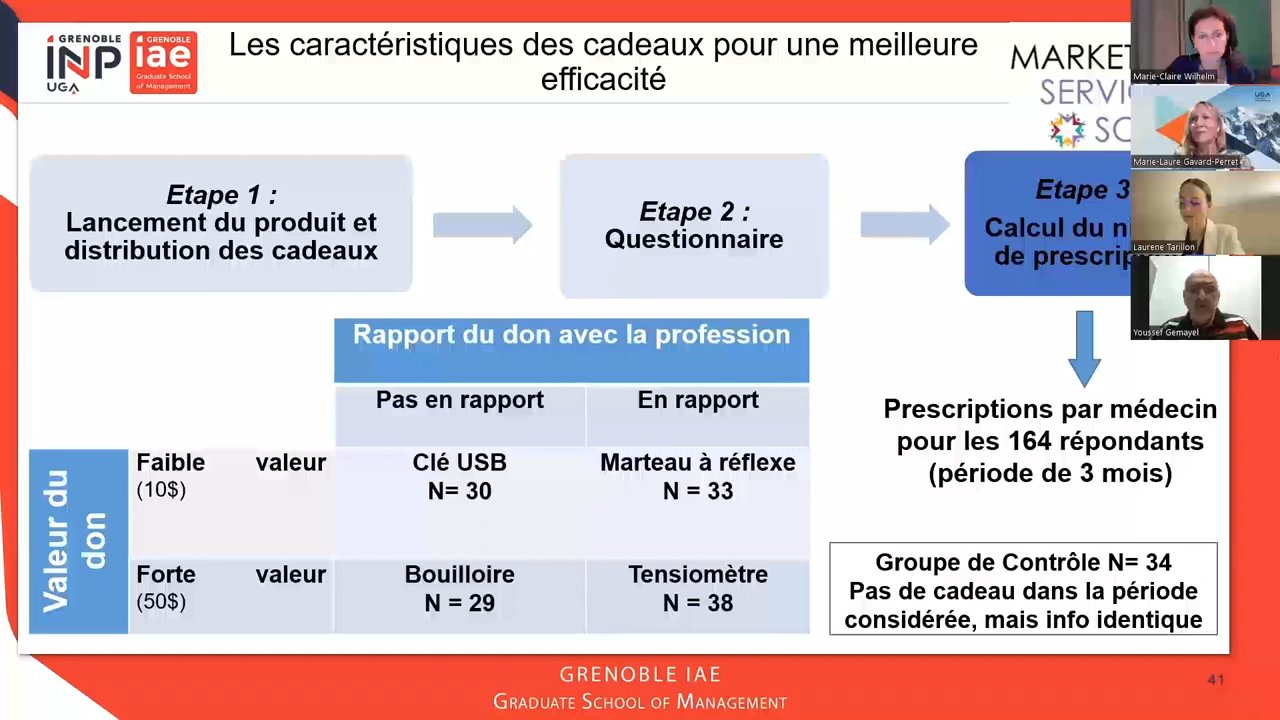 GRENOBLE
INP
UGA
GRENOBLE
iae
Graduate School
of Management
Les caractéristiques des cadeaux pour une meilleure
efficacité
MARKET
SERVIC
SO
UGA
Marie-Claire Wilhelm
Marie-Laure Gavard-Perret
Laurene Tarillon
Youssef Gemayel
Etape 1 :
Lancement du produit et
distribution des cadeaux
Etape 2 :
Questionnaire
Etape 3
Calcul du ni
de prescrip
Rapport du don avec la profession
Pas en rapport
En rapport
Valeur du
don
Faible valeur
(10$)
Clé USB
N= 30
Marteau à réflexe
N = 33
Forte valeur
(50$)
Bouilloire
N = 29
Tensiomètre
N = 38
Prescriptions par médecin
pour les 164 répondants
(période de 3 mois)
Groupe de Contrôle N= 34
Pas de cadeau dans la période
considérée, mais info identique
GRENOBLE IAE
GRADUATE SCHOOL OF MANAGEMENT
41